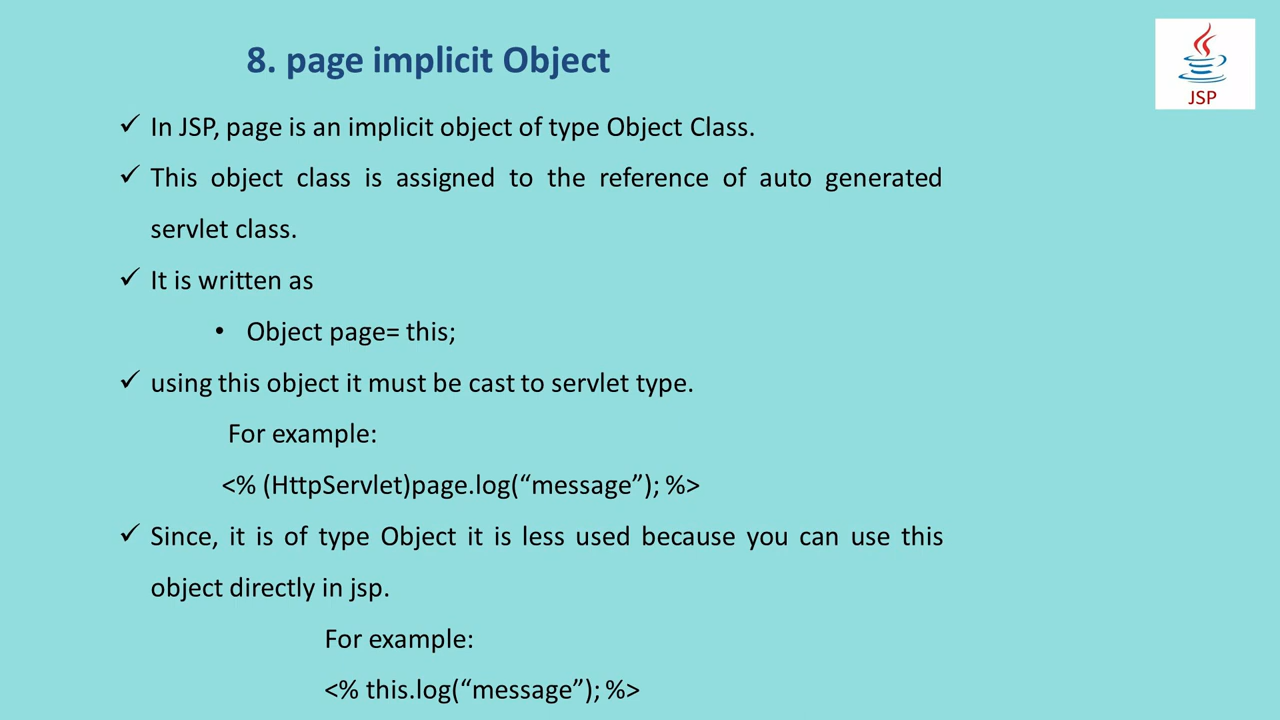 8. page implicit Object
JSP
✓ In JSP, page is an implicit object of type Object Class.
✓ This object class is assigned to the reference of auto generated
servlet class.
✓ It is written as
• Object page= this;
✓ using this object it must be cast to servlet type.
For example:
<% (HttpServlet)page.log(“message”); %>
✓ Since, it is of type Object it is less used because you can use this
object directly in jsp.
For example:
<% this.log(“message”); %>